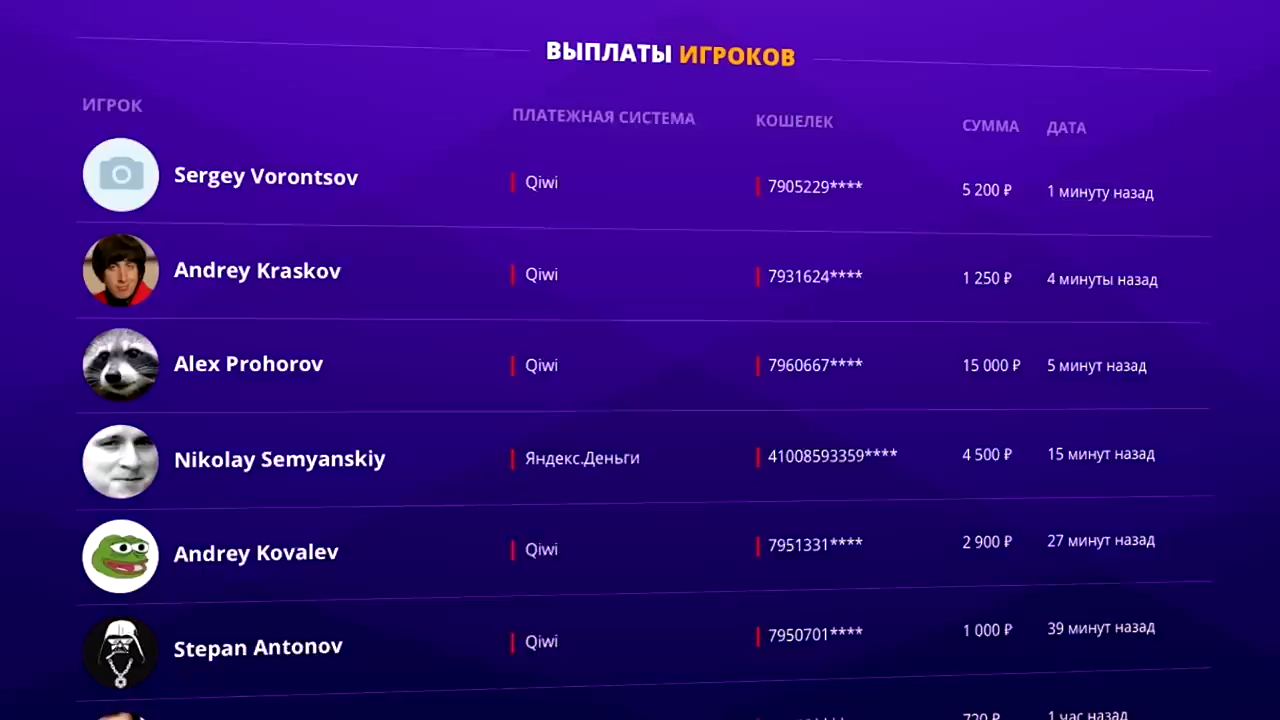 ВЫПЛАТЫ ИГРОКОВ
ИГРОК ПЛАТЕЖНАЯ СИСТЕМА КОШЕЛЕК СУММА ДАТА
Sergey Vorontsov Qiwi 7905229**** 5 200 ₽ 1 минуту назад
Andrey Kraskov Qiwi 7931624**** 1 250 ₽ 4 минуты назад
Alex Prohorov Qiwi 7960667**** 15 000 ₽ 5 минут назад
Nikolay Semyanskiy Яндекс.Деньги 41008593359**** 4 500 ₽ 15 минут назад
Andrey Kovalev Qiwi 7951331**** 2 900 ₽ 27 минут назад
Stepan Antonov Qiwi 7950701**** 1 000 ₽ 39 минут назад
720 ₽ 1 час назад